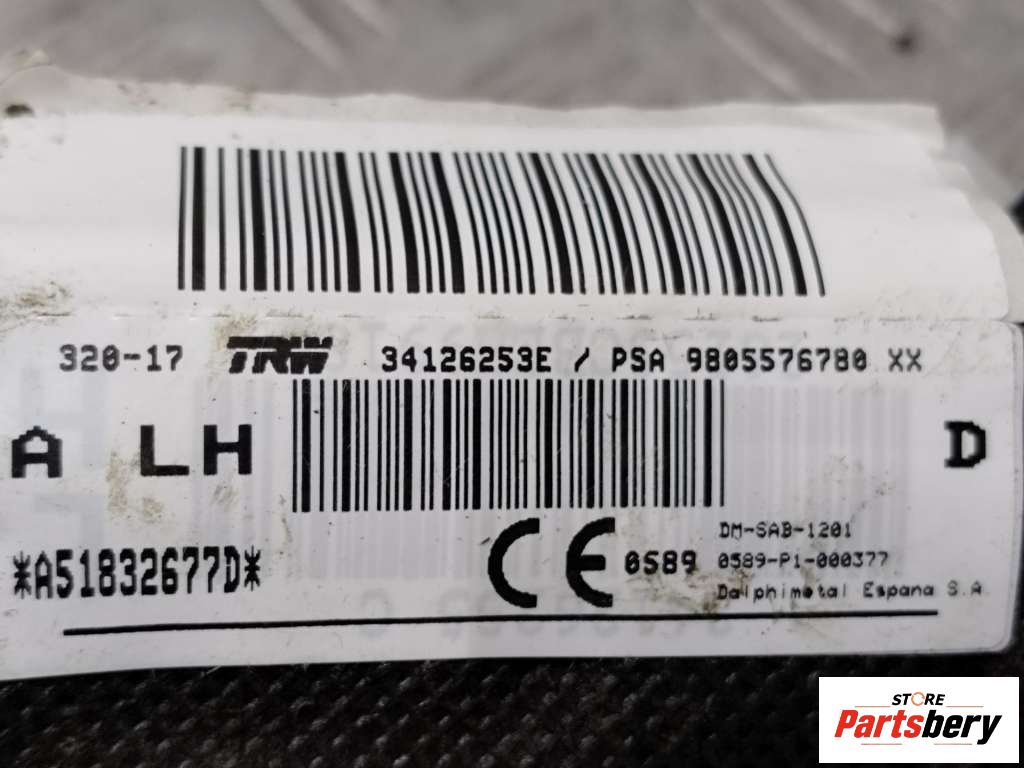 320-17 TRW 34126253E / PSA 9805576780 XX
A LH D
*A51832677D*
CE 0589
DM-SAB-1201
0589-P1-000377
Dalphimetal Espana S.A.
STORE
Partsbery